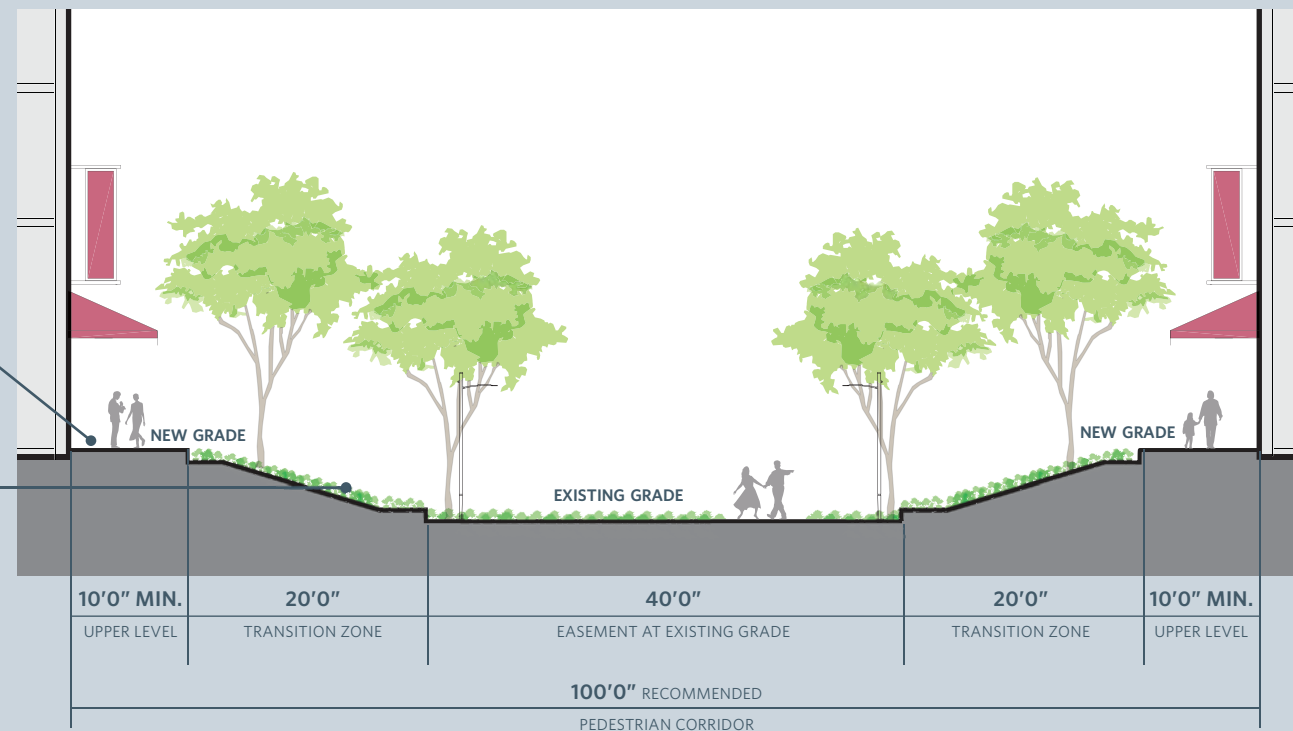 NEW GRADE
NEW GRADE
EXISTING GRADE
10’0” MIN.
20’0”
40’0”
20’0”
10’0” MIN.
UPPER LEVEL
TRANSITION ZONE
EASEMENT AT EXISTING GRADE
TRANSITION ZONE
UPPER LEVEL
100’0” RECOMMENDED
PEDESTRIAN CORRIDOR